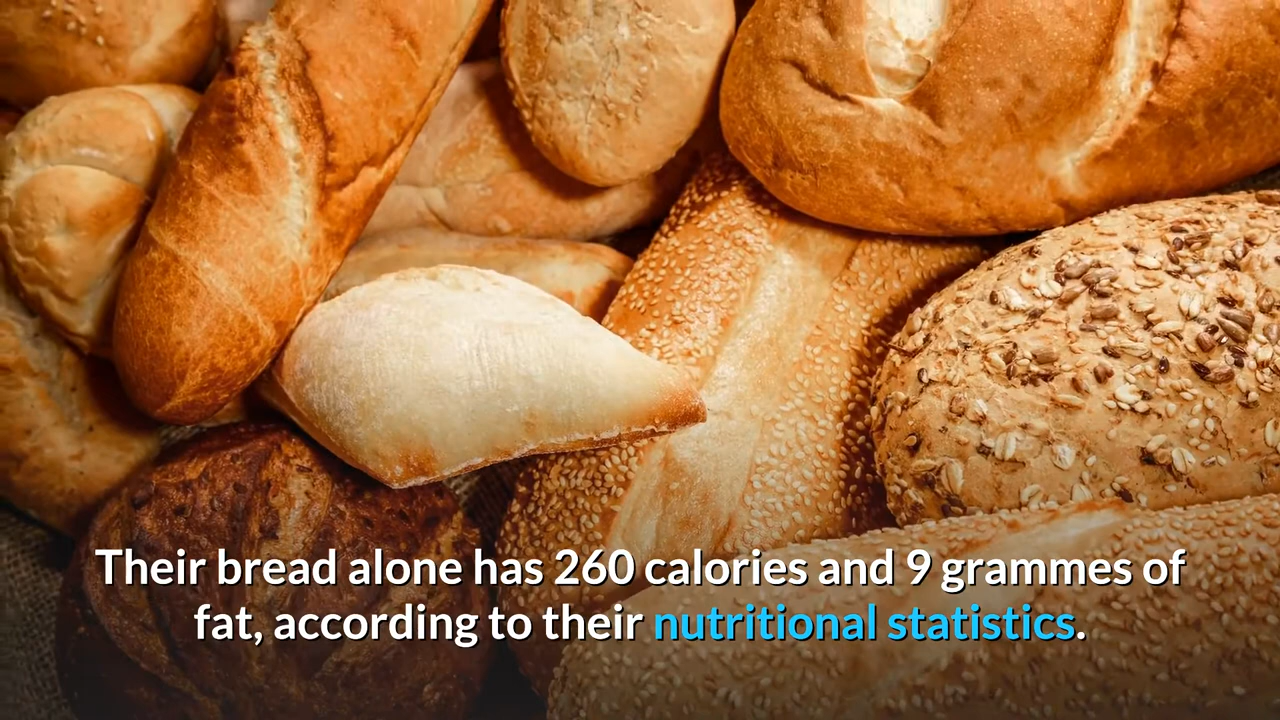 Their bread alone has 260 calories and 9 grammes of
fat, according to their nutritional statistics.